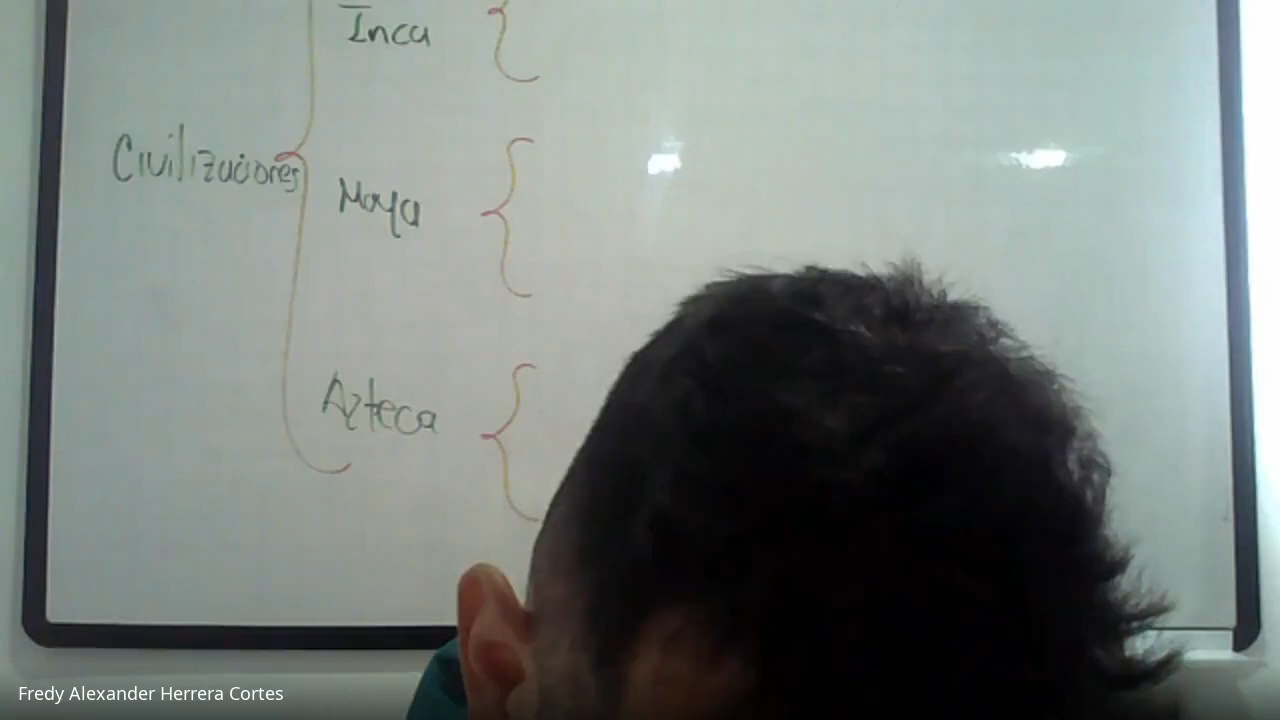 Inca
Civilizaciones
Maya
Azteca
Fredy Alexander Herrera Cortes